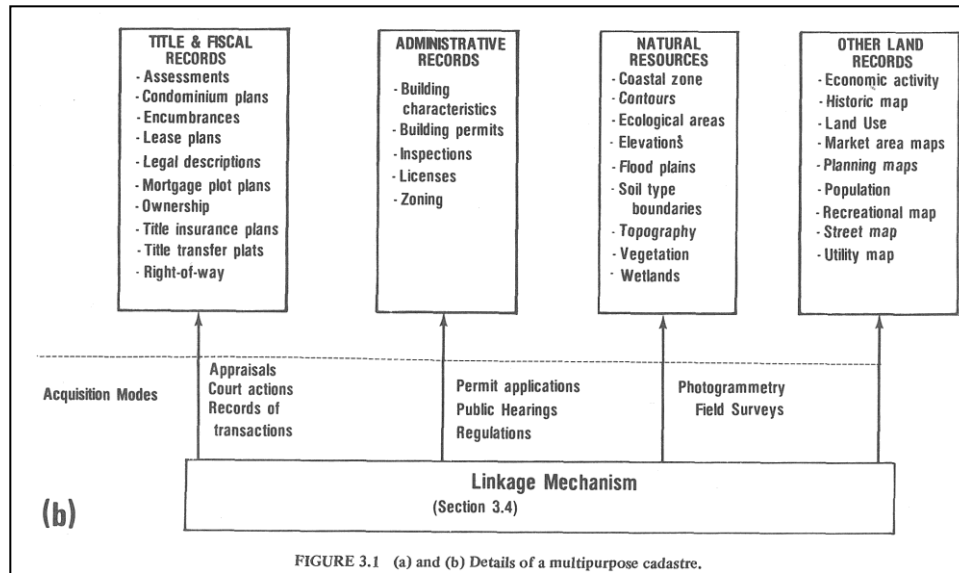 TITLE & FISCAL
RECORDS
- Assessments
- Condominium plans
- Encumbrances
- Lease plans
- Legal descriptions
- Mortgage plot plans
- Ownership
- Title insurance plans
- Title transfer plats
- Right-of-way
ADMINISTRATIVE
RECORDS
- Building
characteristics
- Building permits
- Inspections
- Licenses
- Zoning
NATURAL
RESOURCES
- Coastal zone
- Contours
- Ecological areas
- Elevations
- Flood plains
- Soil type
boundaries
- Topography
- Vegetation
- Wetlands
OTHER LAND
RECORDS
- Economic activity
- Historic map
- Land Use
- Market area maps
- Planning maps
- Population
- Recreational map
- Street map
- Utility map
Acquisition Modes
Appraisals
Court actions
Records of
transactions
Permit applications
Public Hearings
Regulations
Photogrammetry
Field Surveys
Linkage Mechanism
(Section 3.4)
(b)
FIGURE 3.1 (a) and (b) Details of a multipurpose cadastre.